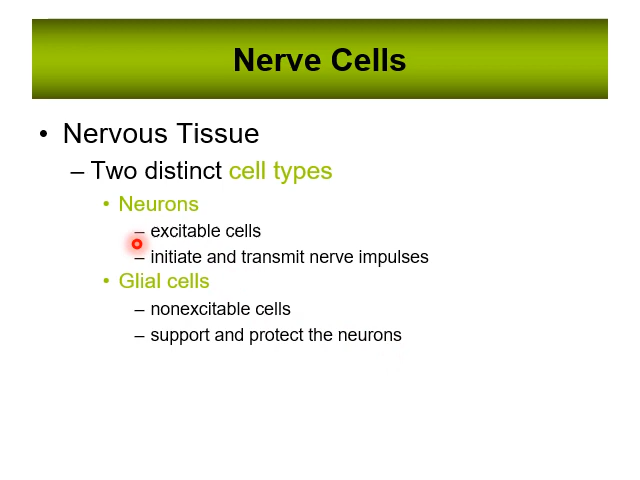 Nerve Cells
• Nervous Tissue
– Two distinct cell types
• Neurons
– excitable cells
– initiate and transmit nerve impulses
• Glial cells
– nonexcitable cells
– support and protect the neurons